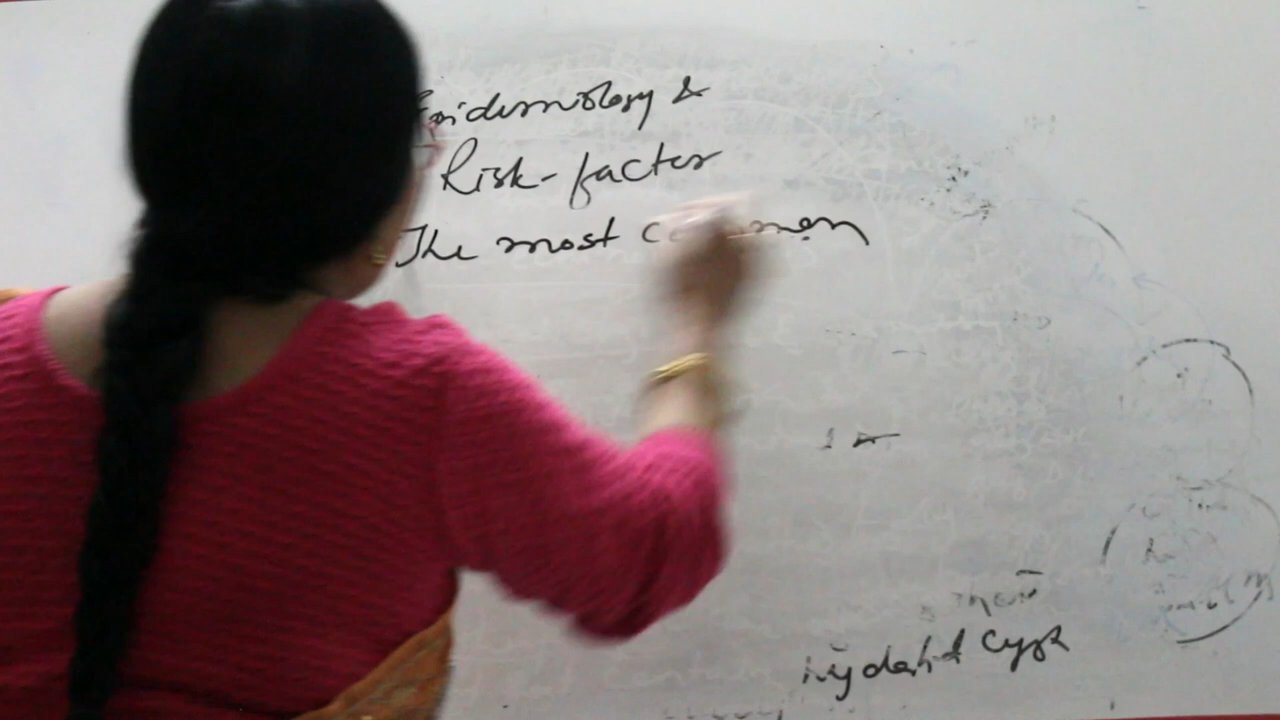 Epidemiology &
Risk-factor
The most common
Hydatid Cyst